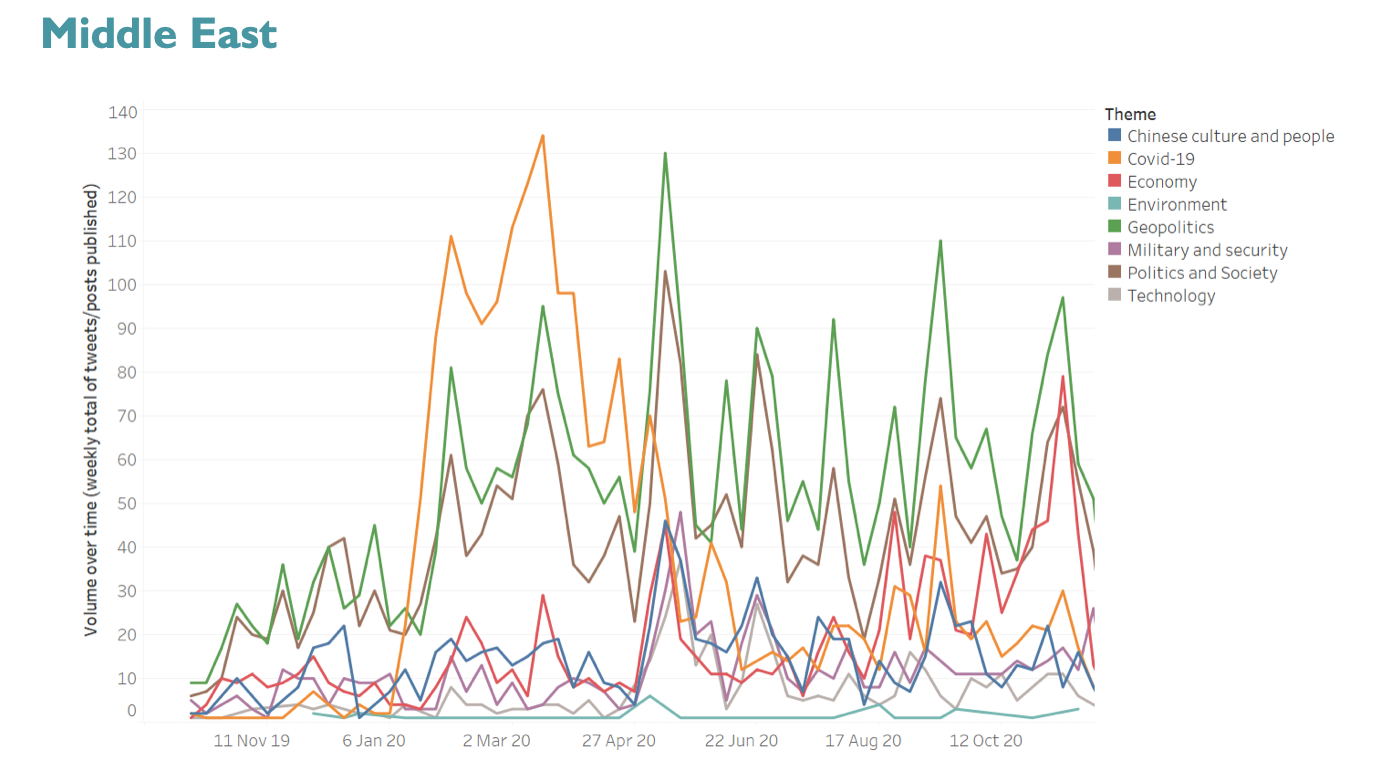 Middle East
140
130
120
110
100
90
80
70
60
50
40
30
20
10
0
Volume over time (weekly total of tweets/posts published)
11 Nov 19
6 Jan 20
2 Mar 20
27 Apr 20
22 Jun 20
17 Aug 20
12 Oct 20
Theme
Chinese culture and people
Covid-19
Economy
Environment
Geopolitics
Military and security
Politics and Society
Technology